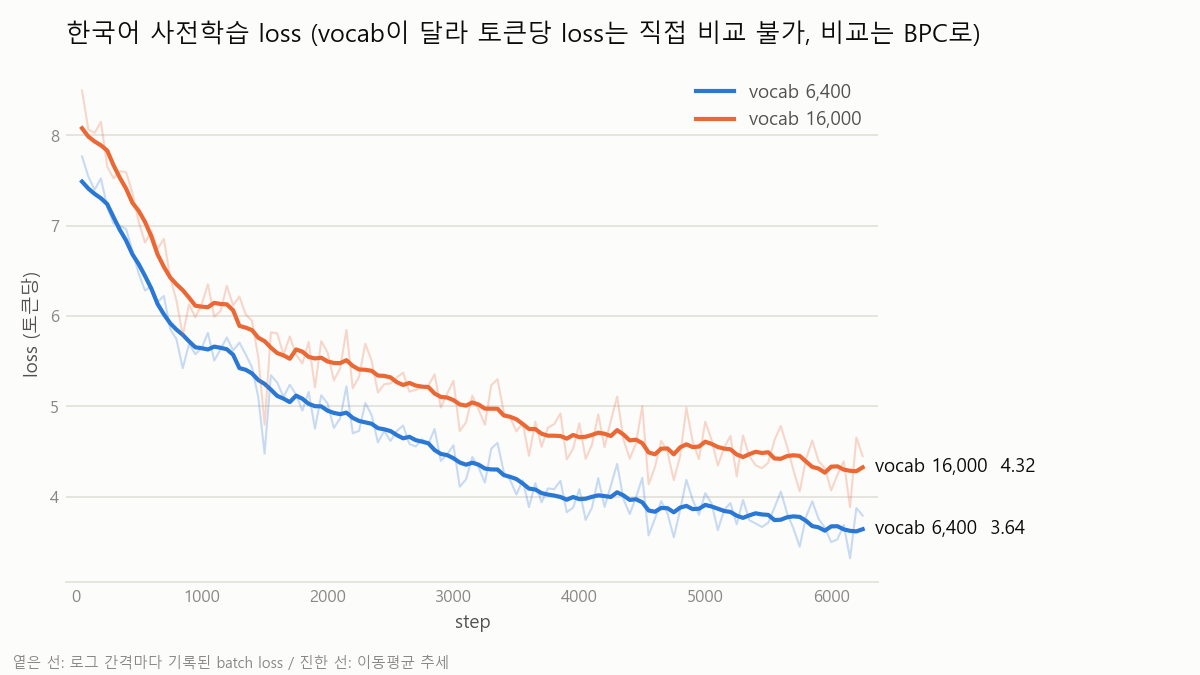 한국어 사전학습 loss (vocab이 달라 토큰당 loss는 직접 비교 불가, 비교는 BPC로)
vocab 6,400
vocab 16,000
8
7
6
5
4
loss (토큰당)
vocab 16,000 4.32
vocab 6,400 3.64
0 1000 2000 3000 4000 5000 6000
step
옅은 선: 로그 간격마다 기록된 batch loss / 진한 선: 이동평균 추세